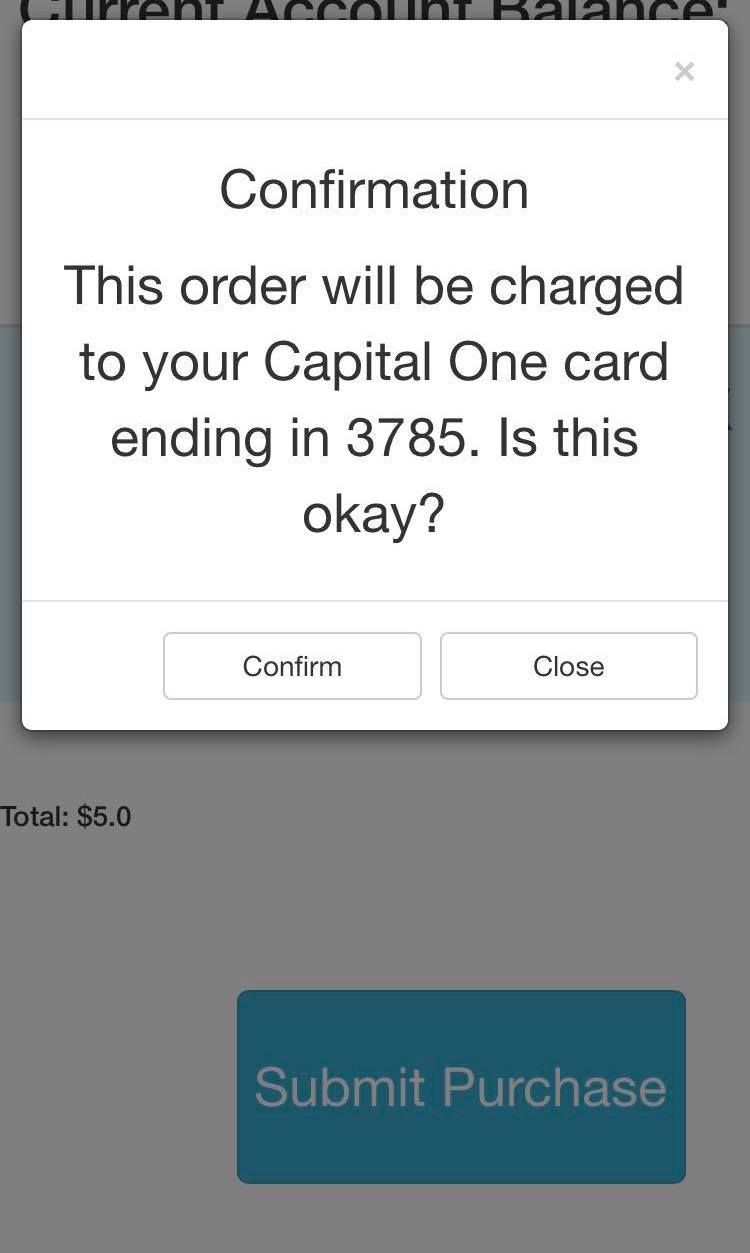 Current Account Balance:
×
Confirmation
This order will be charged
to your Capital One card
ending in 3785. Is this
okay?
Confirm
Close
Total: $5.0
Submit Purchase